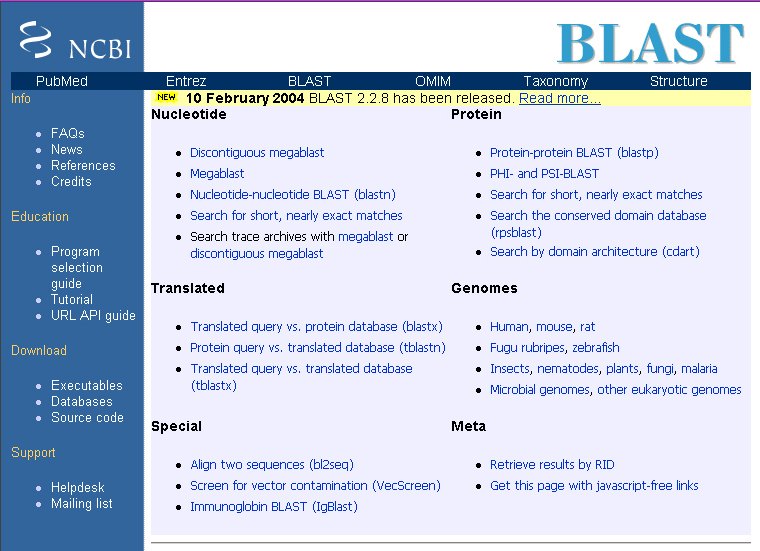 NCBI
BLAST
PubMed Entrez BLAST OMIM Taxonomy Structure
Info
FAQs
News
References
Credits
Education
Program
selection
guide
Tutorial
URL API guide
Download
Executables
Databases
Source code
Support
Helpdesk
Mailing list
NEW 10 February 2004 BLAST 2.2.8 has been released. Read more...
Nucleotide
Discontiguous megablast
Megablast
Nucleotide-nucleotide BLAST (blastn)
Search for short, nearly exact matches
Search trace archives with megablast or
discontiguous megablast
Protein
Protein-protein BLAST (blastp)
PHI- and PSI-BLAST
Search for short, nearly exact matches
Search the conserved domain database
(rpsblast)
Search by domain architecture (cdart)
Translated
Translated query vs. protein database (blastx)
Protein query vs. translated database (tblastn)
Translated query vs. translated database
(tblastx)
Genomes
Human, mouse, rat
Fugu rubripes, zebrafish
Insects, nematodes, plants, fungi, malaria
Microbial genomes, other eukaryotic genomes
Special
Align two sequences (bl2seq)
Screen for vector contamination (VecScreen)
Immunoglobin BLAST (IgBlast)
Meta
Retrieve results by RID
Get this page with javascript-free links